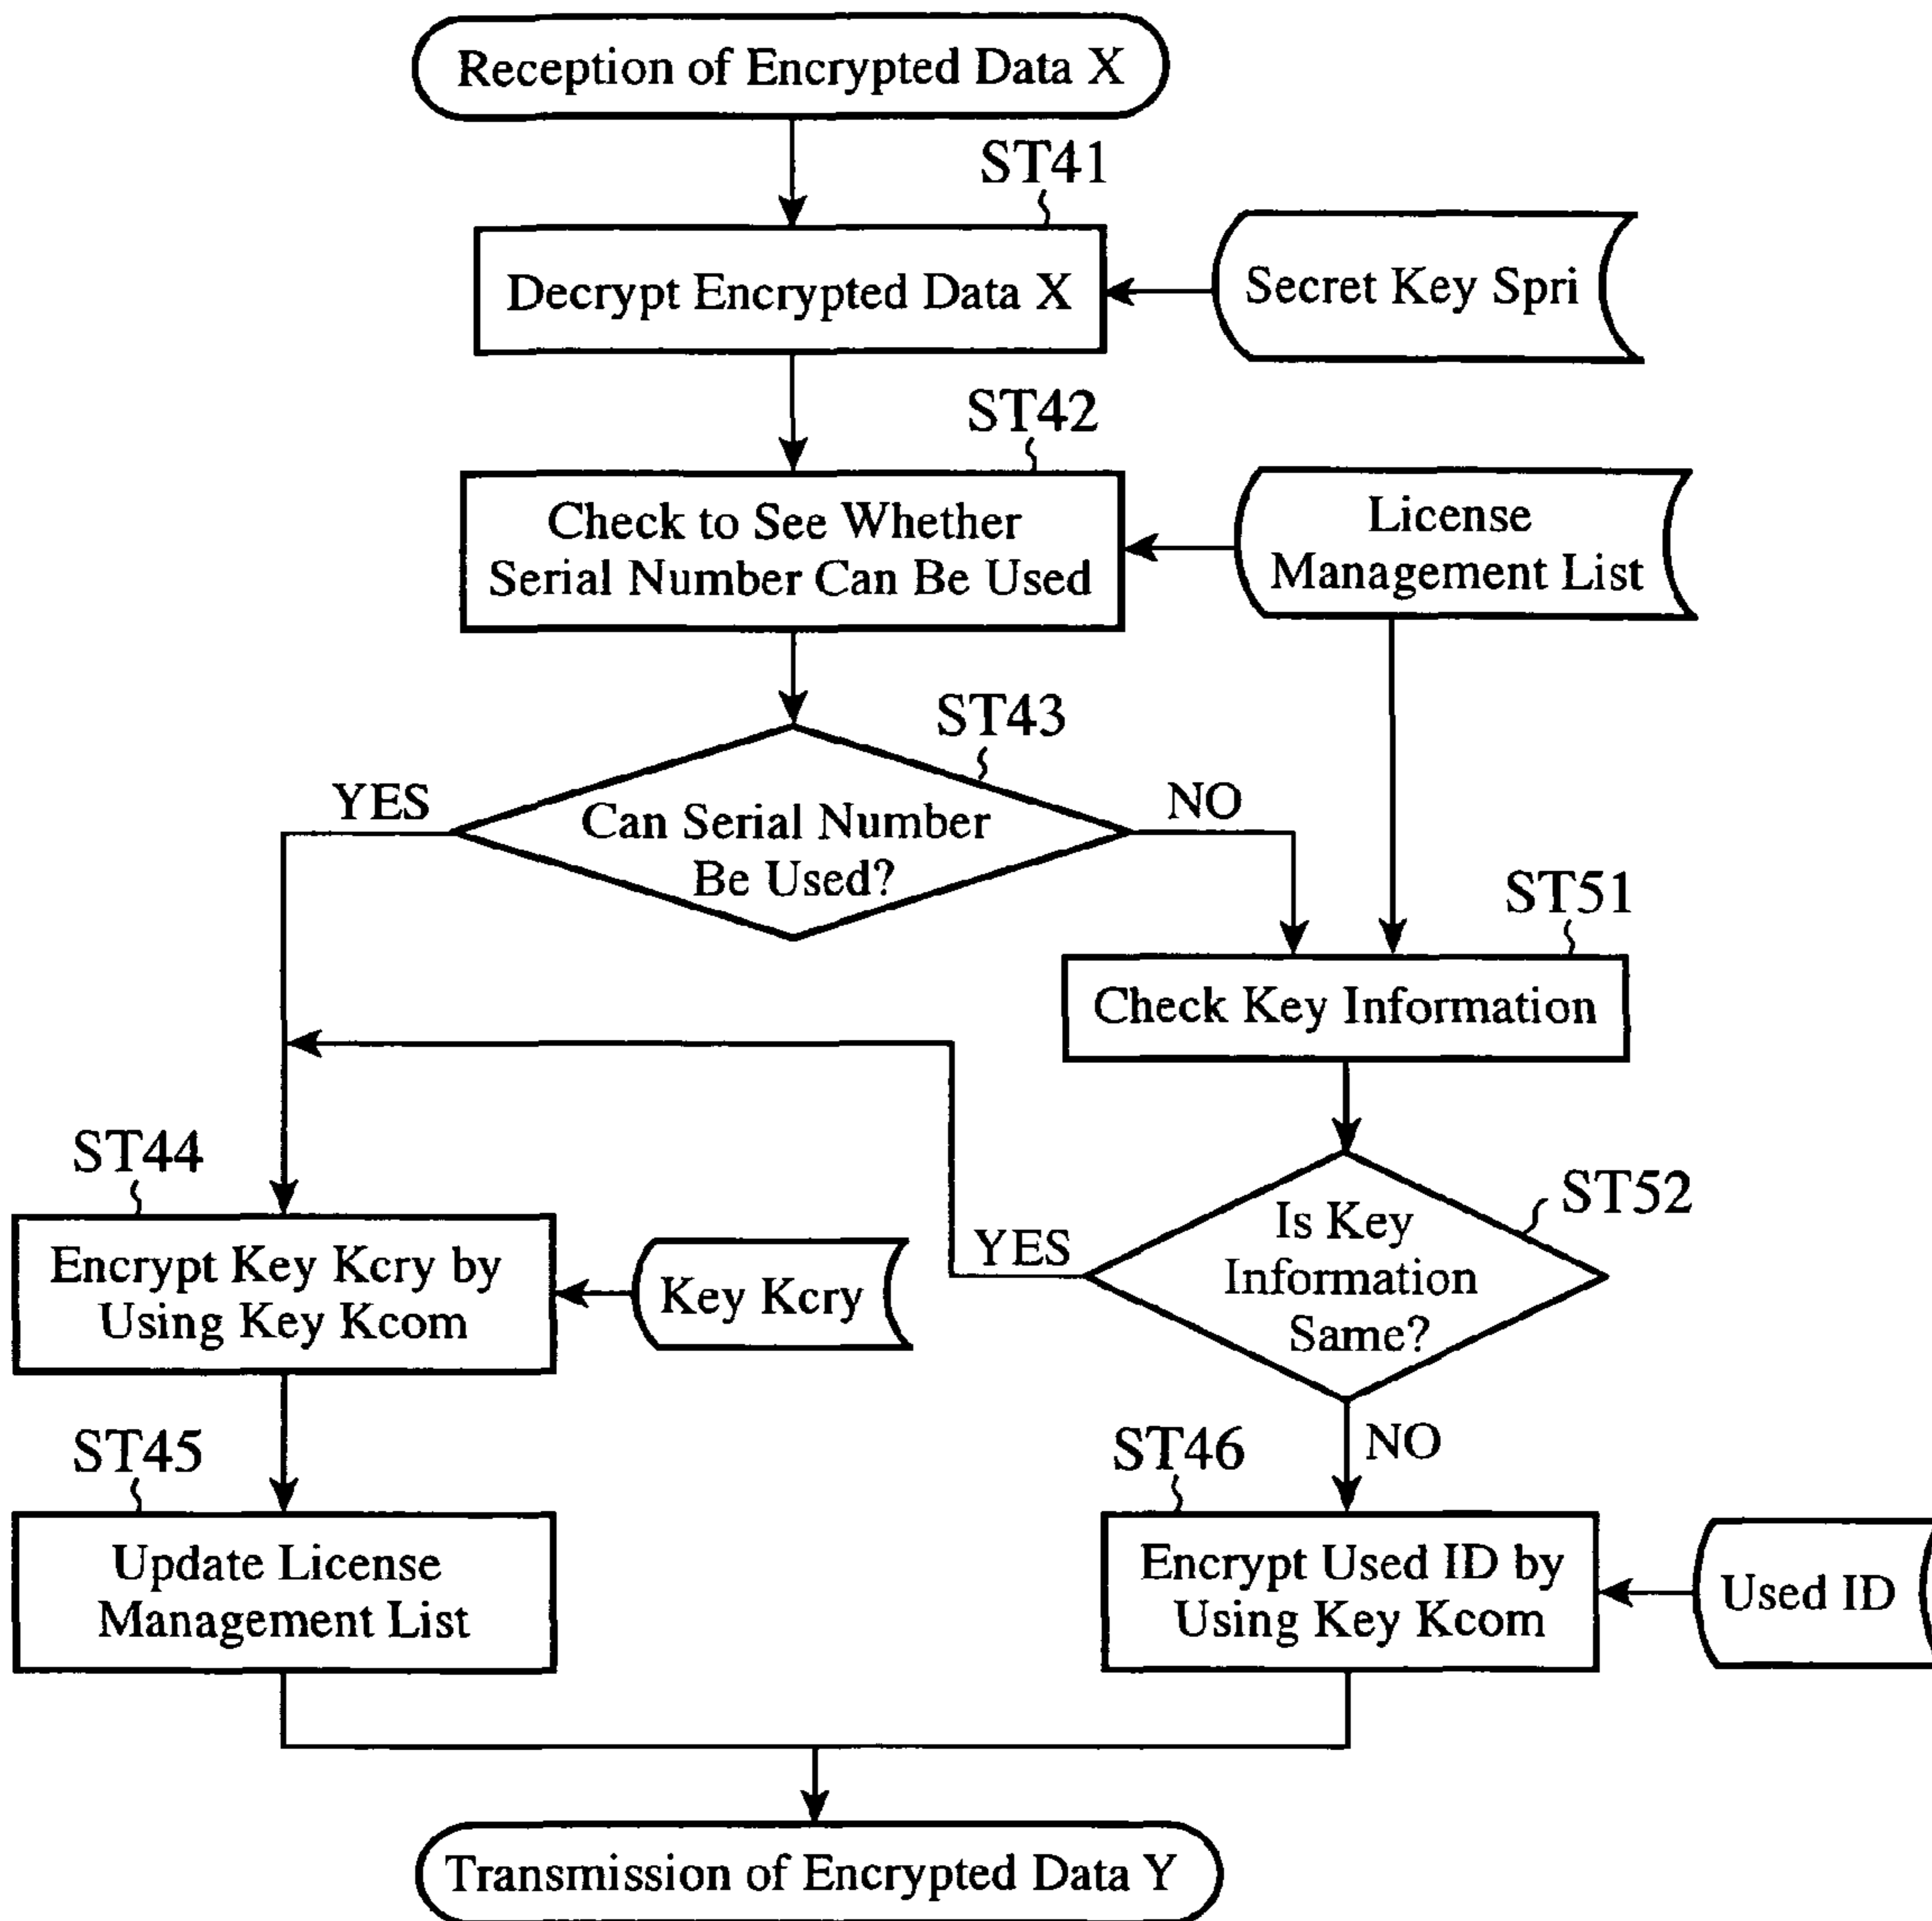 Reception of Encrypted Data X
ST41
Decrypt Encrypted Data X
Secret Key Spri
ST42
Check to See Whether
Serial Number Can Be Used
License
Management List
ST43
YES
NO
Can Serial Number
Be Used?
ST51
Check Key Information
ST44
Encrypt Key Kcry by
Using Key Kcom
Key Kcry
YES
ST52
Is Key
Information
Same?
NO
ST45
Update License
Management List
ST46
Encrypt Used ID by
Using Key Kcom
Used ID
Transmission of Encrypted Data Y